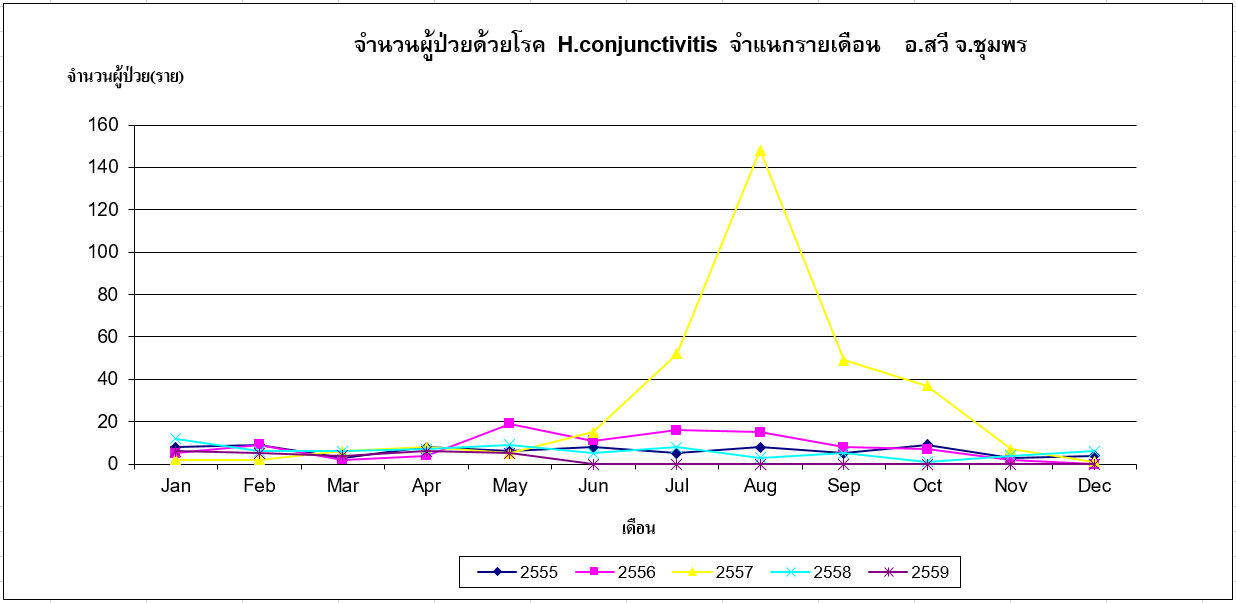 จำนวนผู้ป่วยด้วยโรค H.conjunctivitis จำแนกรายเดือน อ.สวี จ.ชุมพร
จำนวนผู้ป่วย(ราย)
160
140
120
100
80
60
40
20
0
Jan Feb Mar Apr May Jun Jul Aug Sep Oct Nov Dec
เดือน
2555 2556 2557 2558 2559